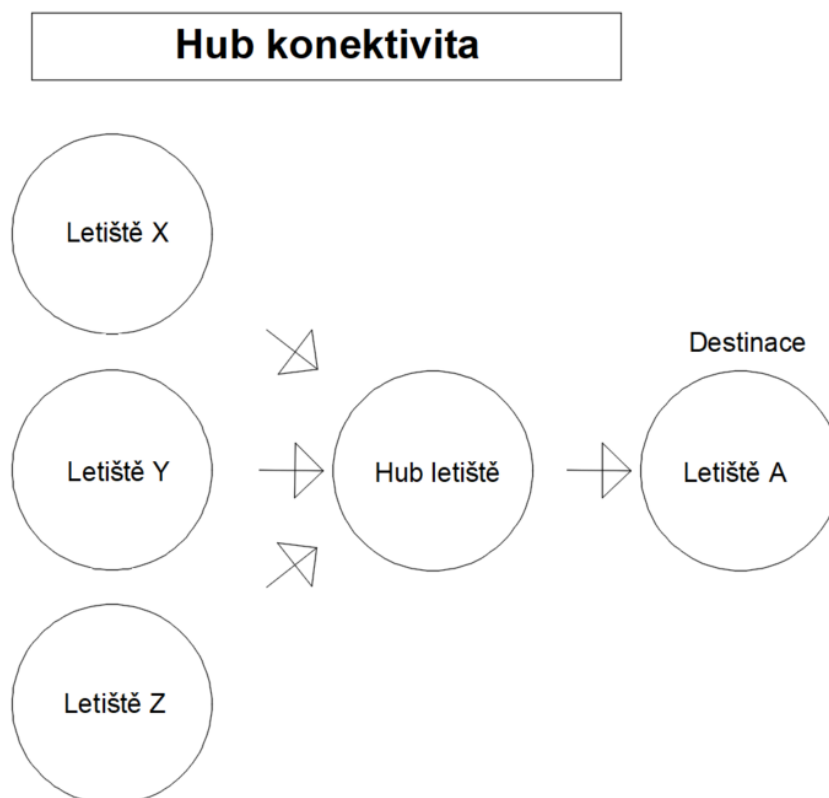 Hub konektivita
Letiště X
Destinace
Letiště Y
Hub letiště
Letiště A
Letiště Z